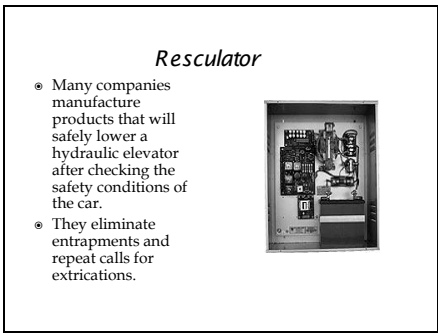 Resculator
⦿ Many companies
manufacture
products that will
safely lower a
hydraulic elevator
after checking the
safety conditions of
the car.
⦿ They eliminate
entrapments and
repeat calls for
extrications.